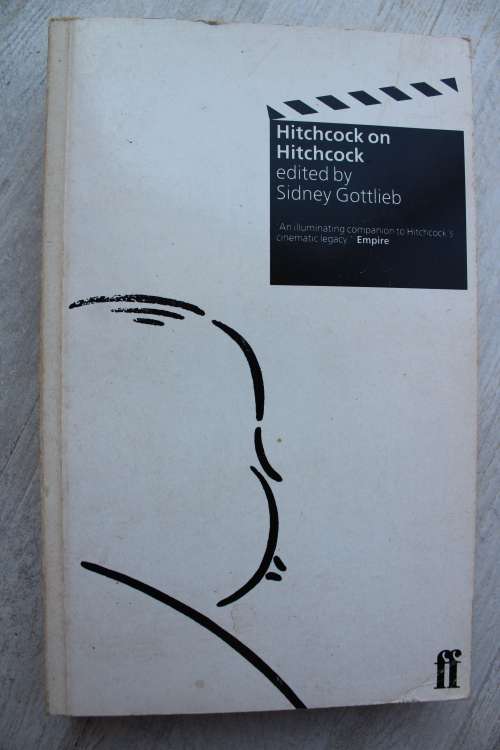 Hitchcock on
Hitchcock
edited by
Sidney Gottlieb
'An illuminating companion to Hitchcock's
cinematic legacy.' Empire
ff